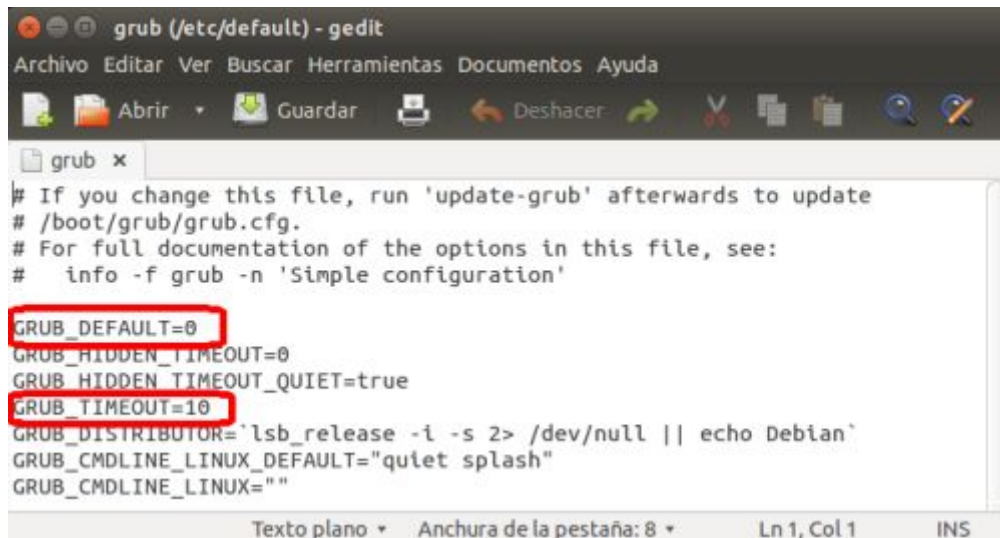 grub (/etc/default) - gedit
Archivo Editar Ver Buscar Herramientas Documentos Ayuda
Abrir Guardar Deshacer
grub
# If you change this file, run 'update-grub' afterwards to update
# /boot/grub/grub.cfg.
# For full documentation of the options in this file, see:
#   info -f grub -n 'Simple configuration'

GRUB_DEFAULT=0
GRUB_HIDDEN_TIMEOUT=0
GRUB_HIDDEN_TIMEOUT_QUIET=true
GRUB_TIMEOUT=10
GRUB_DISTRIBUTOR=`lsb_release -i -s 2> /dev/null || echo Debian`
GRUB_CMDLINE_LINUX_DEFAULT="quiet splash"
GRUB_CMDLINE_LINUX=""
Texto plano Anchura de la pestaña: 8 Ln 1, Col 1 INS